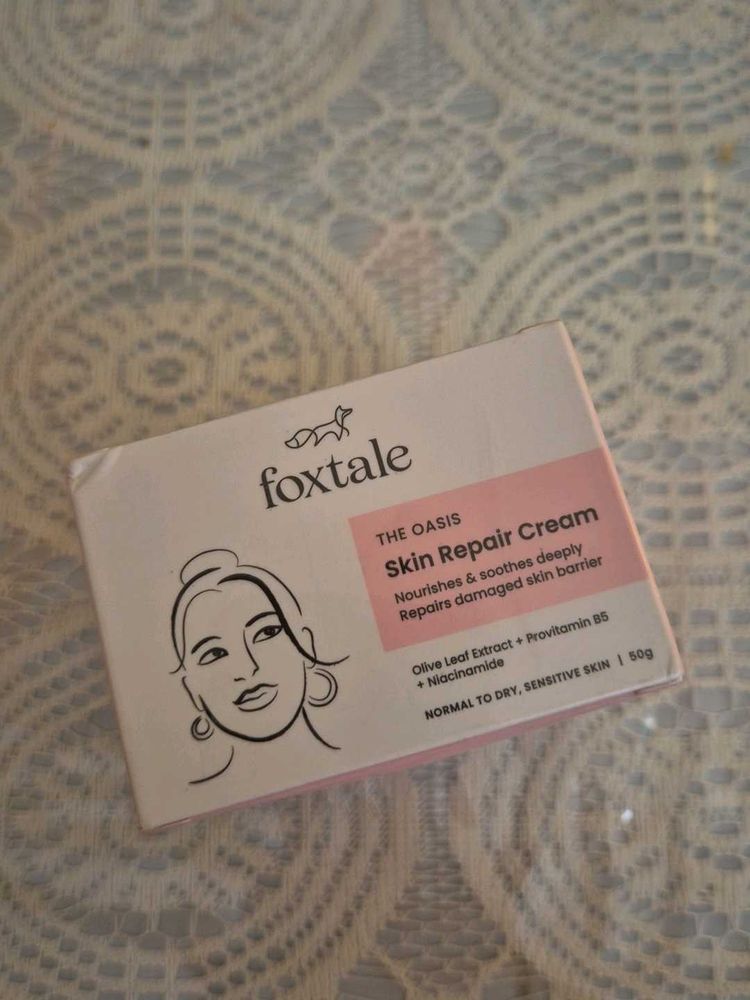 foxtale
THE OASIS
Skin Repair Cream
Nourishes & soothes deeply
Repairs damaged skin barrier
Olive Leaf Extract + Provitamin B5
+ Niacinamide
NORMAL TO DRY, SENSITIVE SKIN | 50g